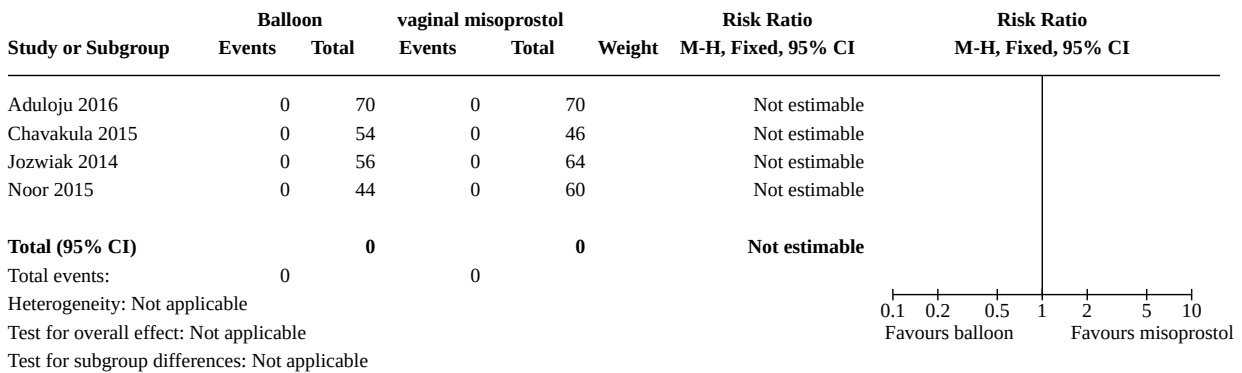 Balloon vaginal misoprostol Risk Ratio Risk Ratio
Study or Subgroup Events Total Events Total Weight M-H, Fixed, 95% CI M-H, Fixed, 95% CI
Aduloju 2016 0 70 0 70 Not estimable
Chavakula 2015 0 54 0 46 Not estimable
Jozwiak 2014 0 56 0 64 Not estimable
Noor 2015 0 44 0 60 Not estimable
Total (95% CI) 0 0 Not estimable
Total events: 0 0
Heterogeneity: Not applicable
Test for overall effect: Not applicable
Test for subgroup differences: Not applicable
0.1 0.2 0.5 1 2 5 10
Favours balloon Favours misoprostol